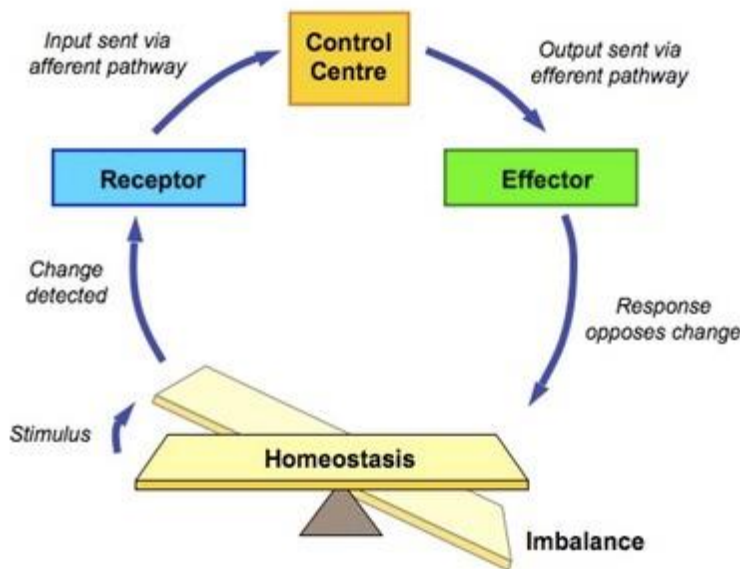 Input sent via
afferent pathway
Control
Centre
Output sent via
efferent pathway
Receptor
Effector
Change
detected
Response
opposes change
Stimulus
Homeostasis
Imbalance